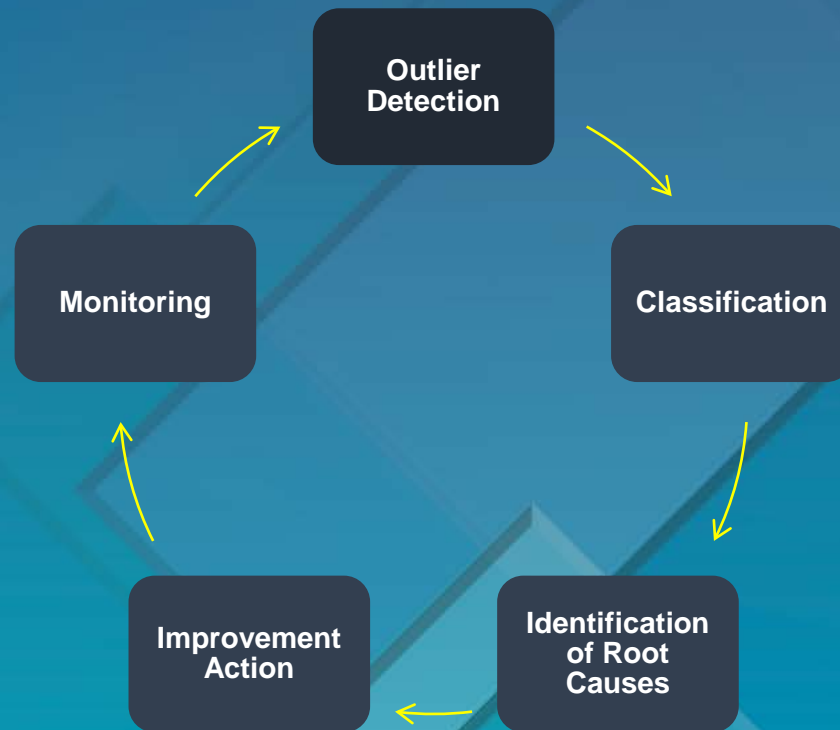 Outlier
Detection
Classification
Identification
of Root
Causes
Improvement
Action
Monitoring